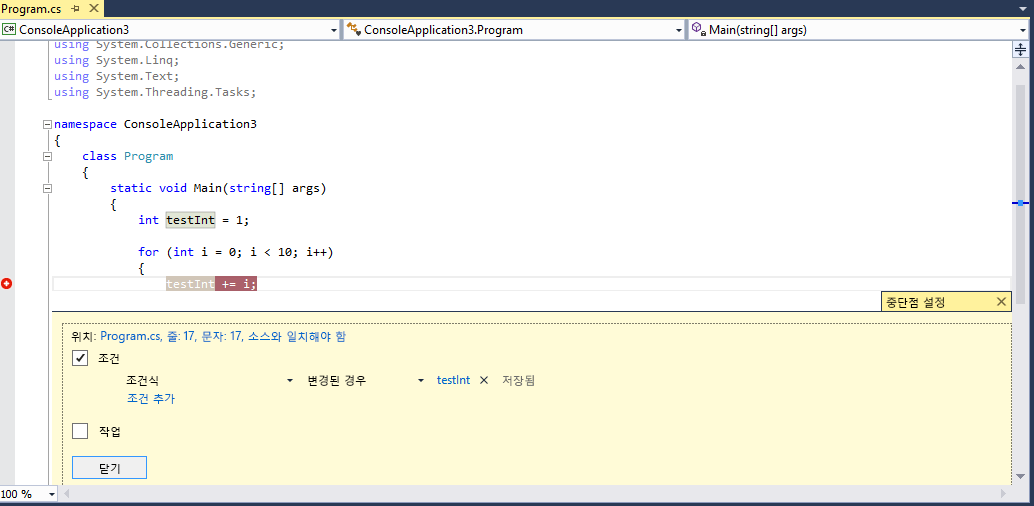 Program.cs
C# ConsoleApplication3 ConsoleApplication3.Program Main(string[] args)
using System.Collections.Generic;
using System.Linq;
using System.Text;
using System.Threading.Tasks;
namespace ConsoleApplication3
{
class Program
{
static void Main(string[] args)
{
int testInt = 1;
for (int i = 0; i < 10; i++)
{
testInt += i;
중단점 설정
위치: Program.cs, 줄: 17, 문자: 17, 소스와 일치해야 함
조건
조건식 변경된 경우 testInt 저장됨
조건 추가
작업
닫기
100 %